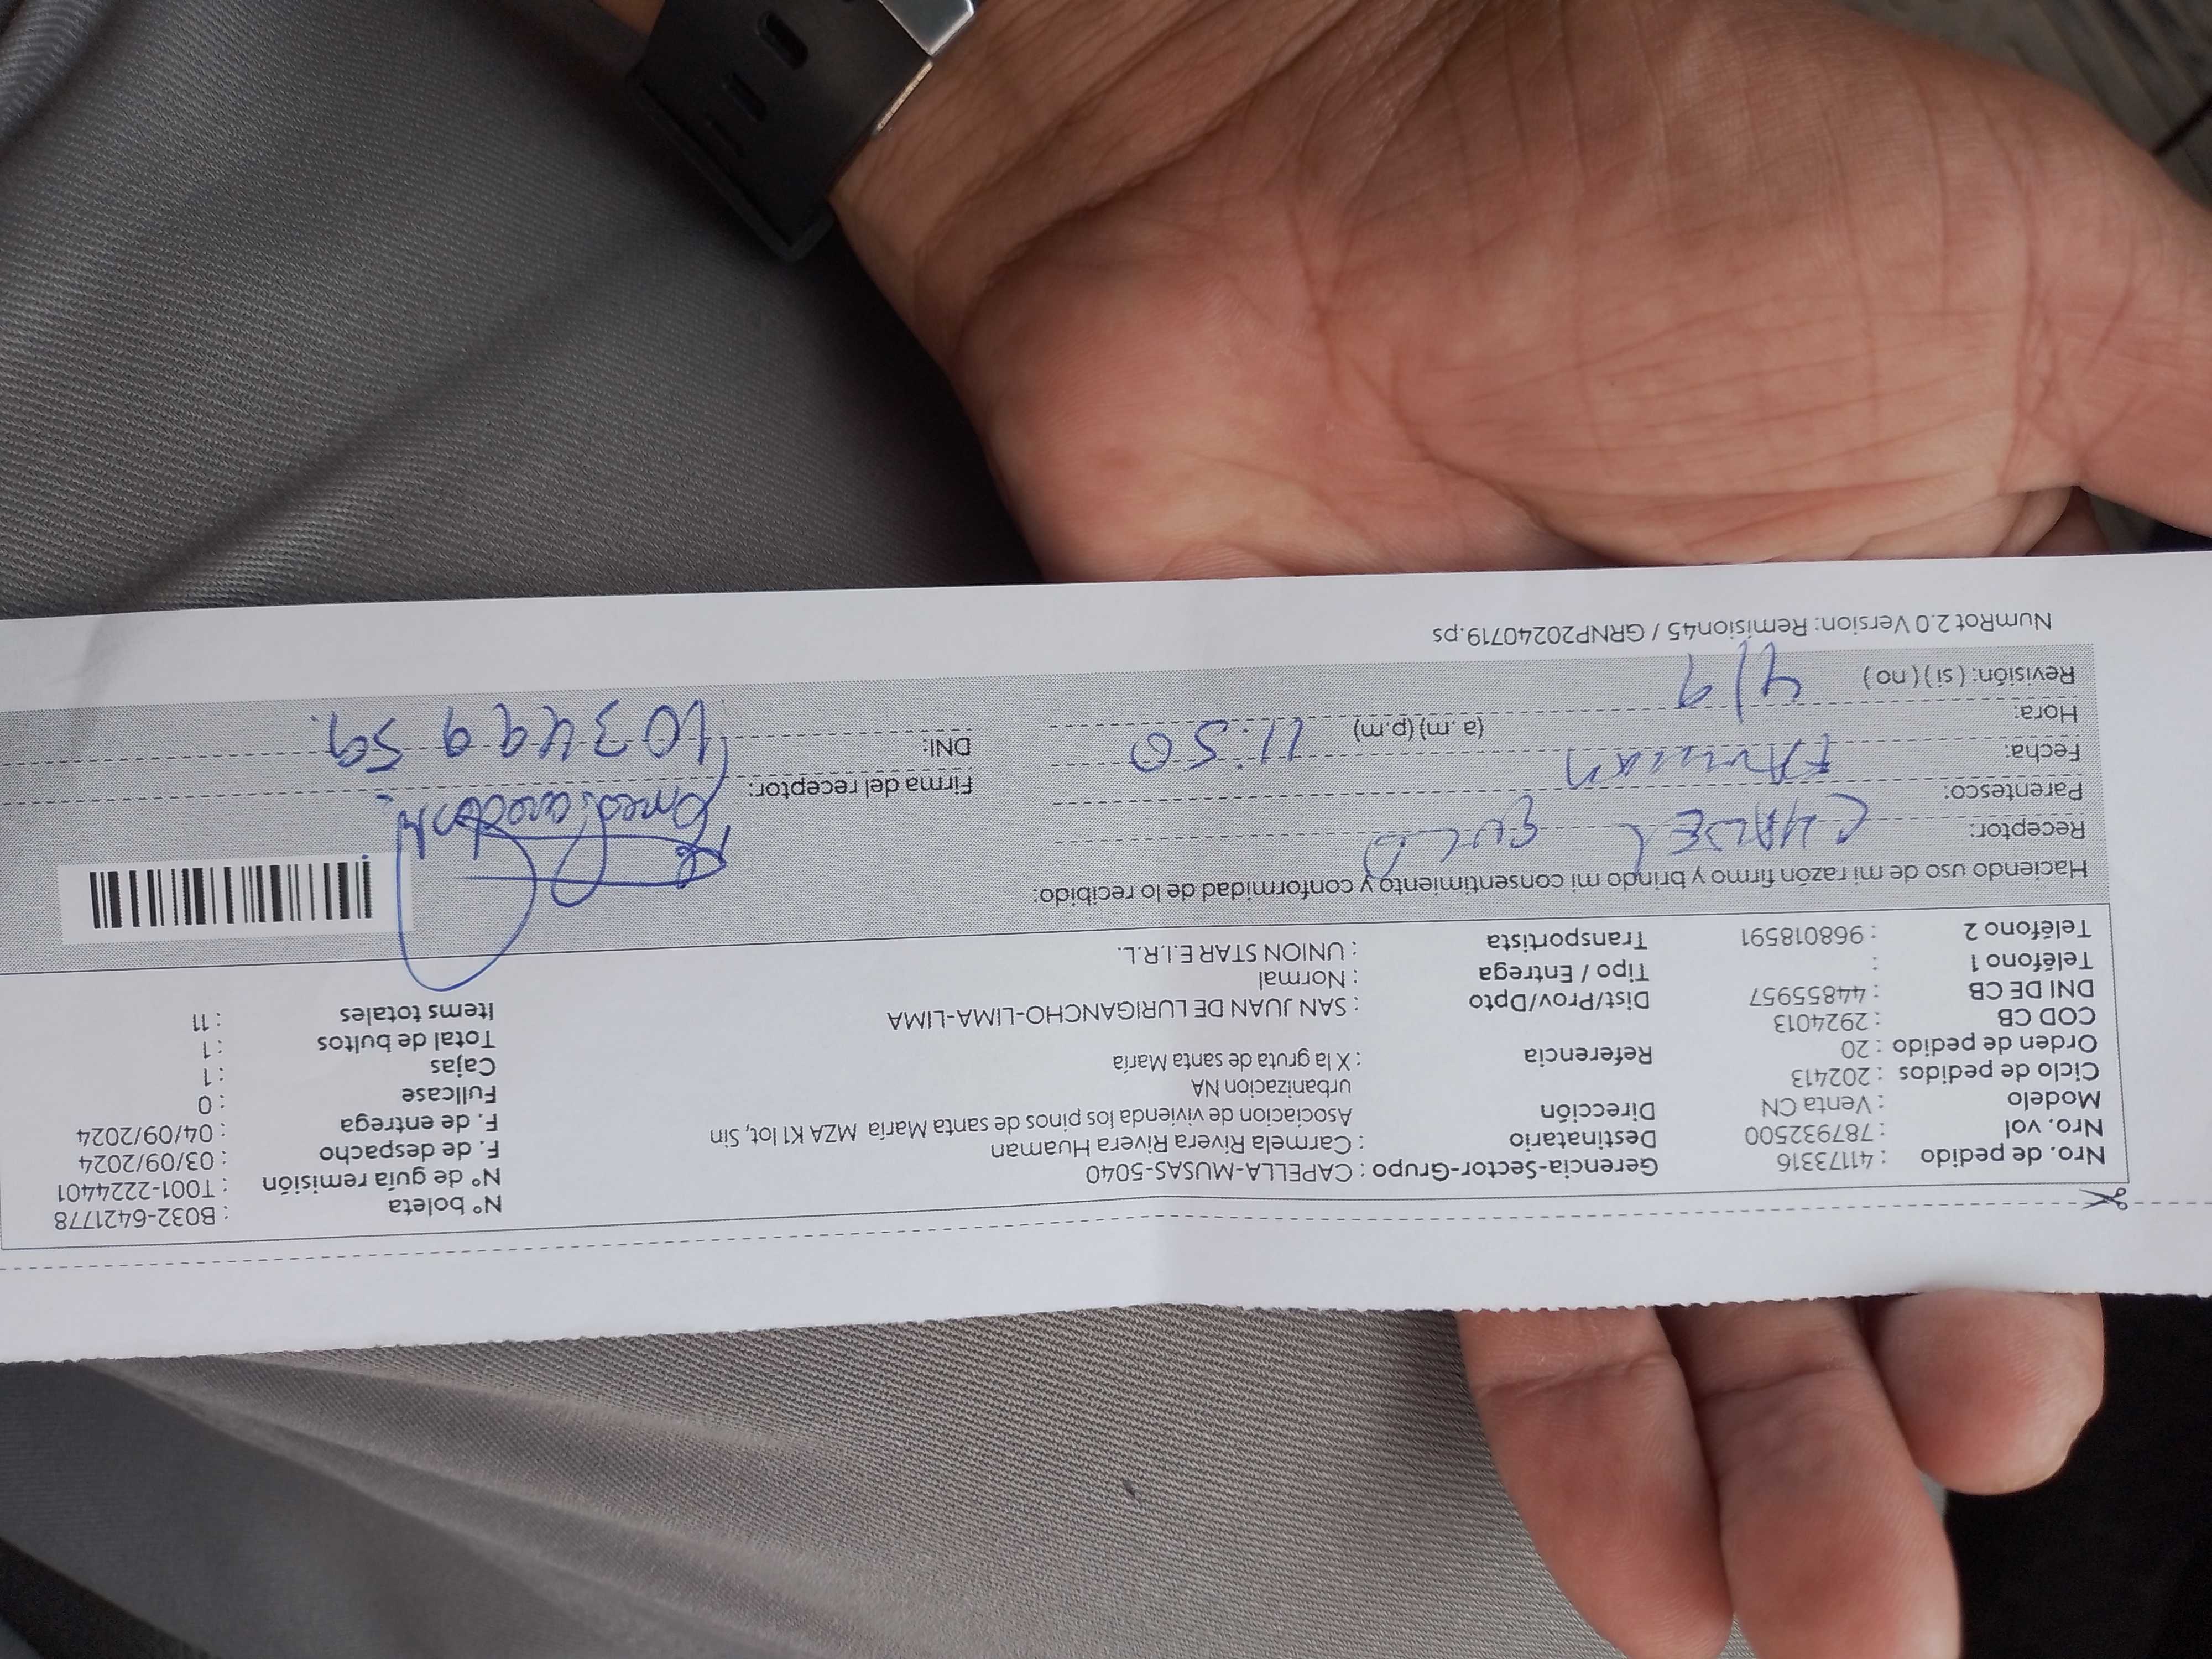 Nro. de pedido : 41173316 Gerencia-Sector-Grupo : CAPELLA-MUSAS-5040 N° boleta : B032-6421778
Nro. vol : 787932500 Destinatario : Carmela Rivera Rivera Huaman N° de guía remisión : T001-2224401
Modelo : Venta CN Dirección Asociacion de vivienda los pinos de santa María MZA K1 lot, Sin F. de despacho : 03/09/2024
Ciclo de pedidos : 202413 urbanizacion NA F. de entrega : 04/09/2024
Orden de pedido : 20 Referencia : X la gruta de santa María Fullcase : 0
COD CB : 2924013 Cajas : 1
DNI DE CB : 44855957 Dist/Prov/Dpto : SAN JUAN DE LURIGANCHO-LIMA-LIMA Total de bultos : 1
Teléfono 1 : Tipo / Entrega : Normal Items totales : 11
Teléfono 2 : 968018591 Transportista : UNION STAR E.I.R.L.
Haciendo uso de mi razón firmo y brindo mi consentimiento y conformidad de lo recibido:
Receptor:
Parentesco: Firma del receptor:
Fecha: DNI: 10349959.
Hora: (a. m) (p.m) 11:50
Revisión: ( si ) ( no ) 4/9
NumRot 2.0 Version: Remision45 / GRNP20240719.ps